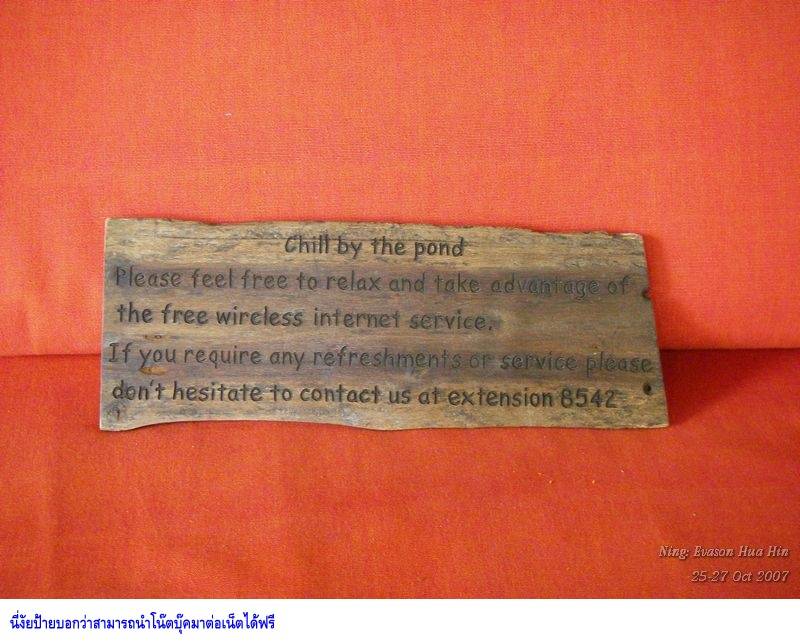 Chill by the pond
Please feel free to relax and take advantage of
the free wireless internet service.
If you require any refreshments or service please
don't hesitate to contact us at extension 8542
Ning: Evason Hua Hin
25-27 Oct 2007
นี่งัยป้ายบอกว่าสามารถนำโน๊ตบุ๊คมาต่อเน็ตได้ฟรี